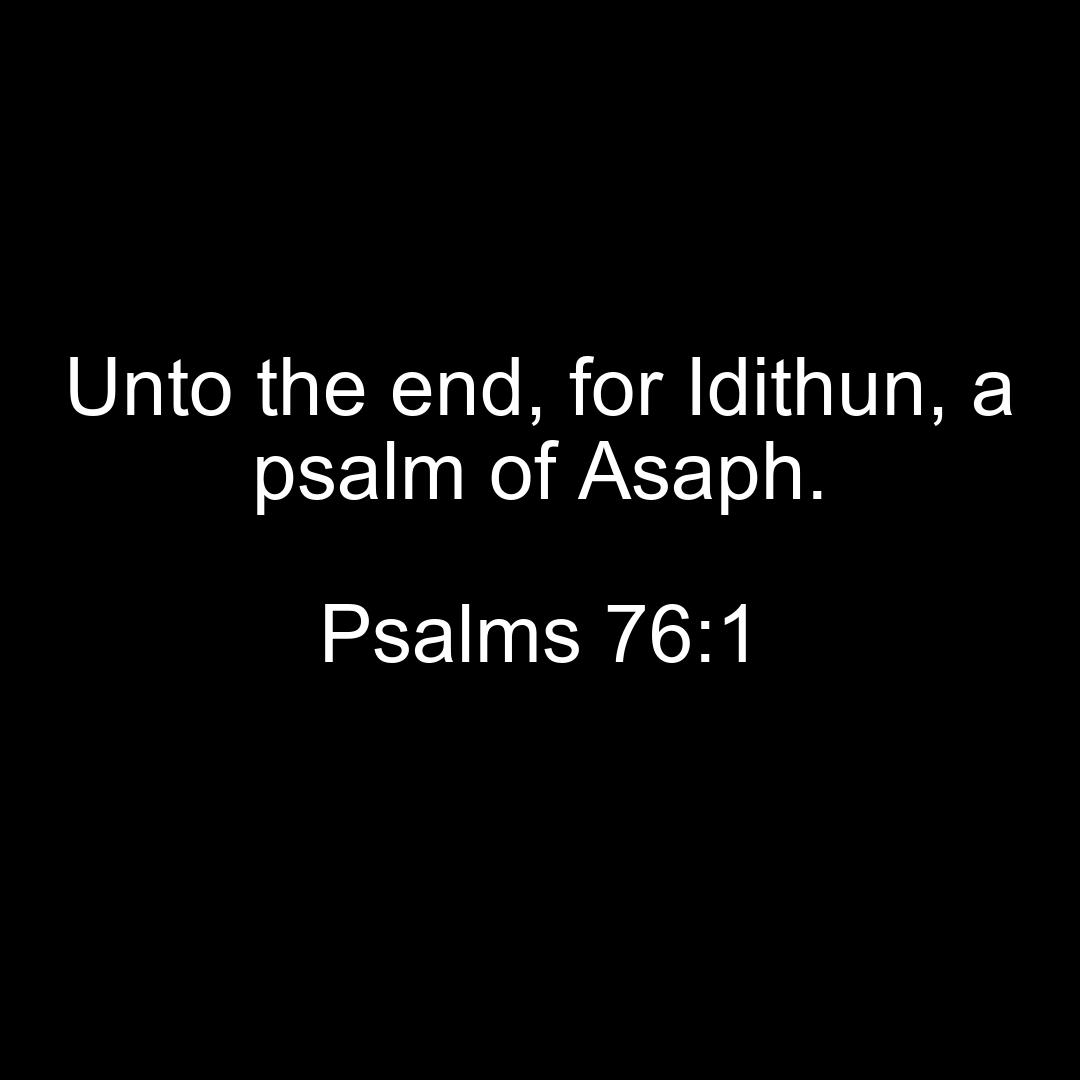 Unto the end, for Idithun, a
psalm of Asaph.
Psalms 76:1